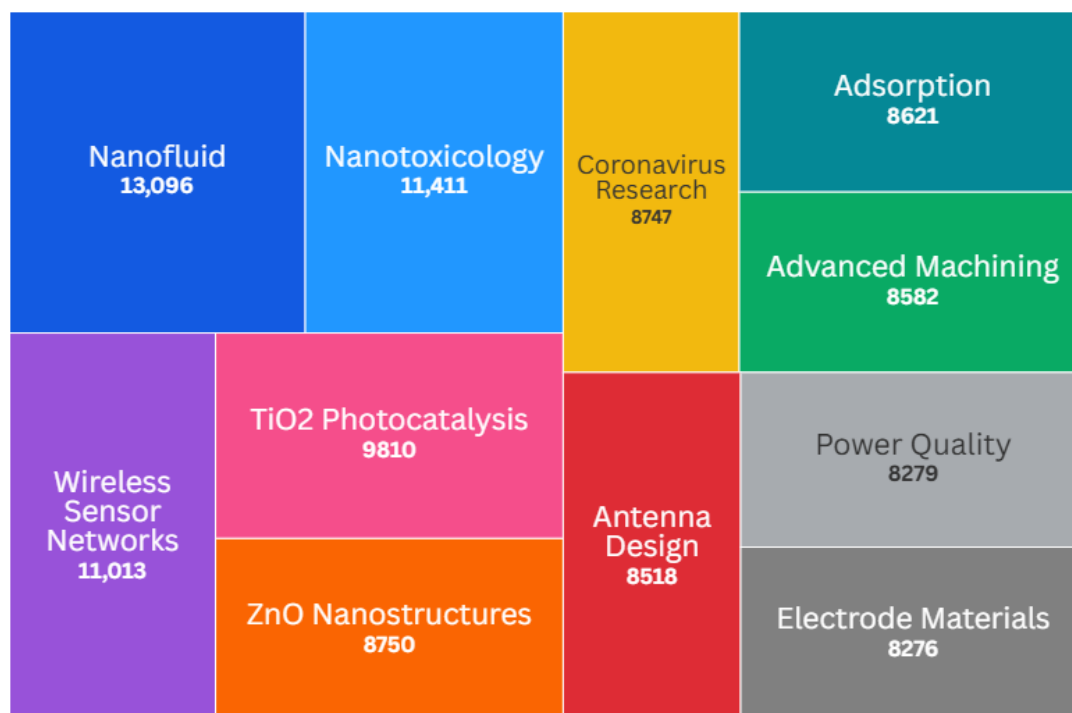 Nanofluid
13,096
Nanotoxicology
11,411
Coronavirus
Research
8747
Adsorption
8621
Advanced Machining
8582
Wireless
Sensor
Networks
11,013
TiO2 Photocatalysis
9810
ZnO Nanostructures
8750
Antenna
Design
8518
Power Quality
8279
Electrode Materials
8276